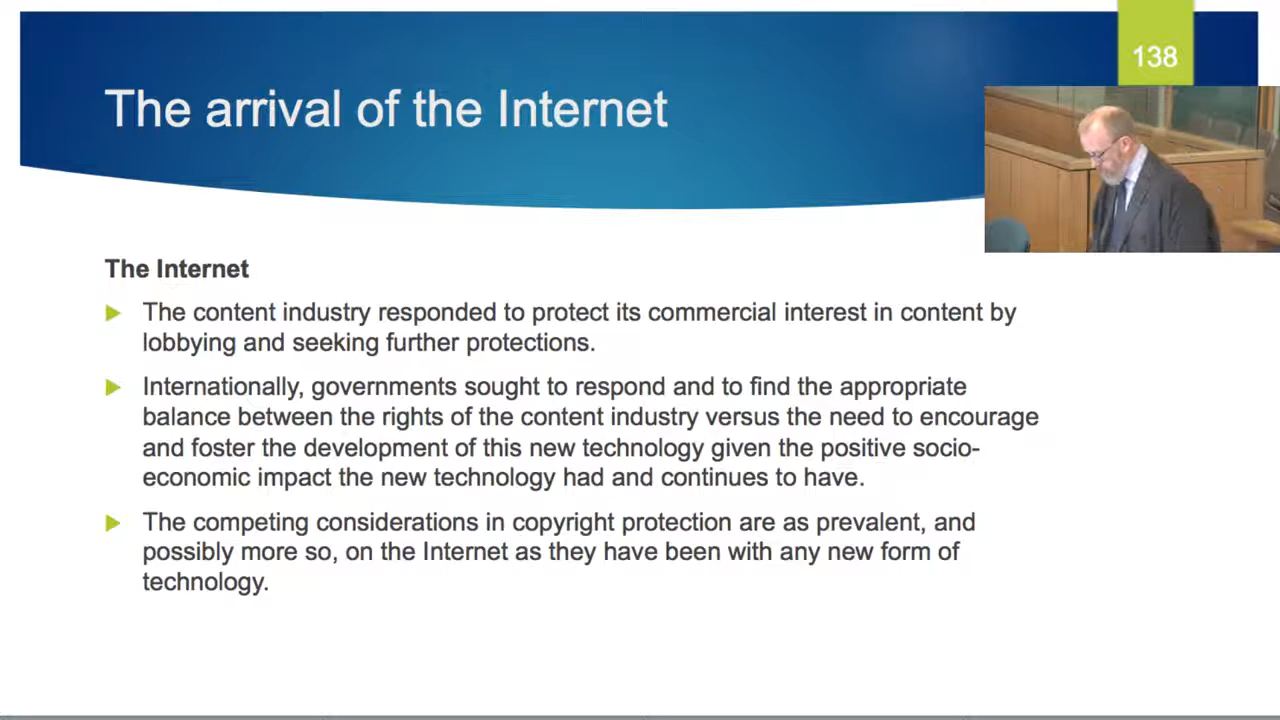 138
The arrival of the Internet
The Internet
The content industry responded to protect its commercial interest in content by
lobbying and seeking further protections.
Internationally, governments sought to respond and to find the appropriate
balance between the rights of the content industry versus the need to encourage
and foster the development of this new technology given the positive socio-
economic impact the new technology had and continues to have.
The competing considerations in copyright protection are as prevalent, and
possibly more so, on the Internet as they have been with any new form of
technology.